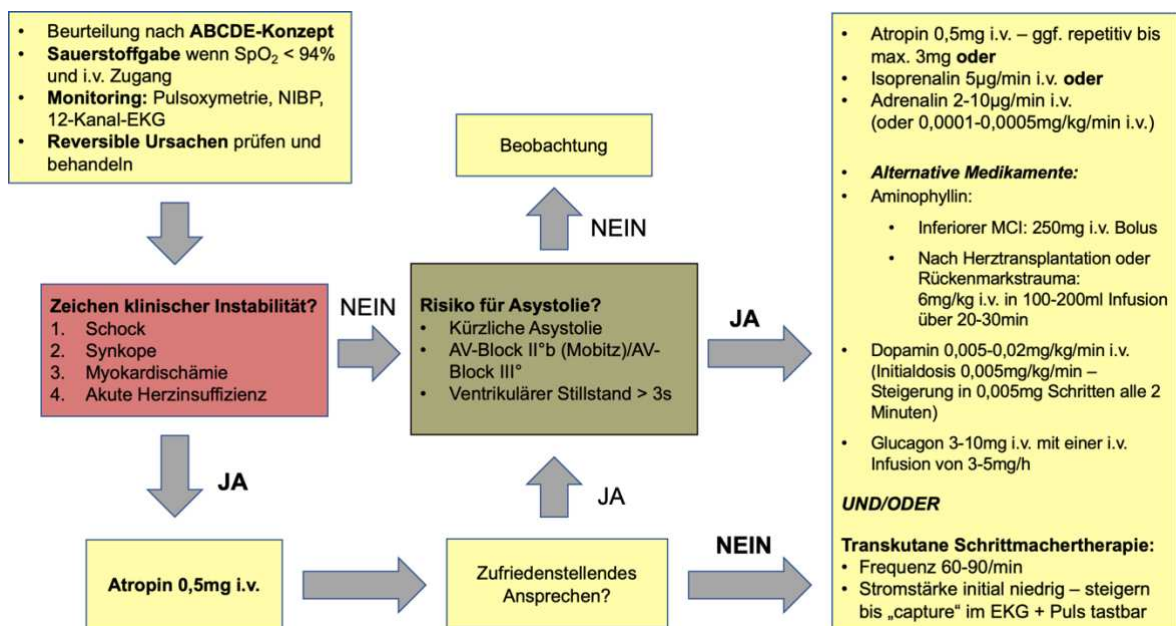 • Beurteilung nach ABCDE-Konzept
• Sauerstoffgabe wenn SpO₂ < 94%
und i.v. Zugang
• Monitoring: Pulsoxymetrie, NIBP,
12-Kanal-EKG
• Reversible Ursachen prüfen und
behandeln
Zeichen klinischer Instabilität?
1. Schock
2. Synkope
3. Myokardischämie
4. Akute Herzinsuffizienz
NEIN
JA
Atropin 0,5mg i.v.
Beobachtung
NEIN
Risiko für Asystolie?
• Kürzliche Asystolie
• AV-Block II°b (Mobitz)/AV-
Block III°
• Ventrikulärer Stillstand > 3s
JA
JA
Zufriedenstellendes
Ansprechen?
NEIN
• Atropin 0,5mg i.v. – ggf. repetitiv bis
max. 3mg oder
• Isoprenalin 5µg/min i.v. oder
• Adrenalin 2-10µg/min i.v.
(oder 0,0001-0,0005mg/kg/min i.v.)
• Alternative Medikamente:
• Aminophyllin:
• Inferiorer MCI: 250mg i.v. Bolus
• Nach Herztransplantation oder
Rückenmarkstrauma:
6mg/kg i.v. in 100-200ml Infusion
über 20-30min
• Dopamin 0,005-0,02mg/kg/min i.v.
(Initialdosis 0,005mg/kg/min –
Steigerung in 0,005mg Schritten alle 2
Minuten)
• Glucagon 3-10mg i.v. mit einer i.v.
Infusion von 3-5mg/h
UND/ODER
Transkutane Schrittmachertherapie:
• Frequenz 60-90/min
• Stromstärke initial niedrig – steigern
bis „capture“ im EKG + Puls tastbar